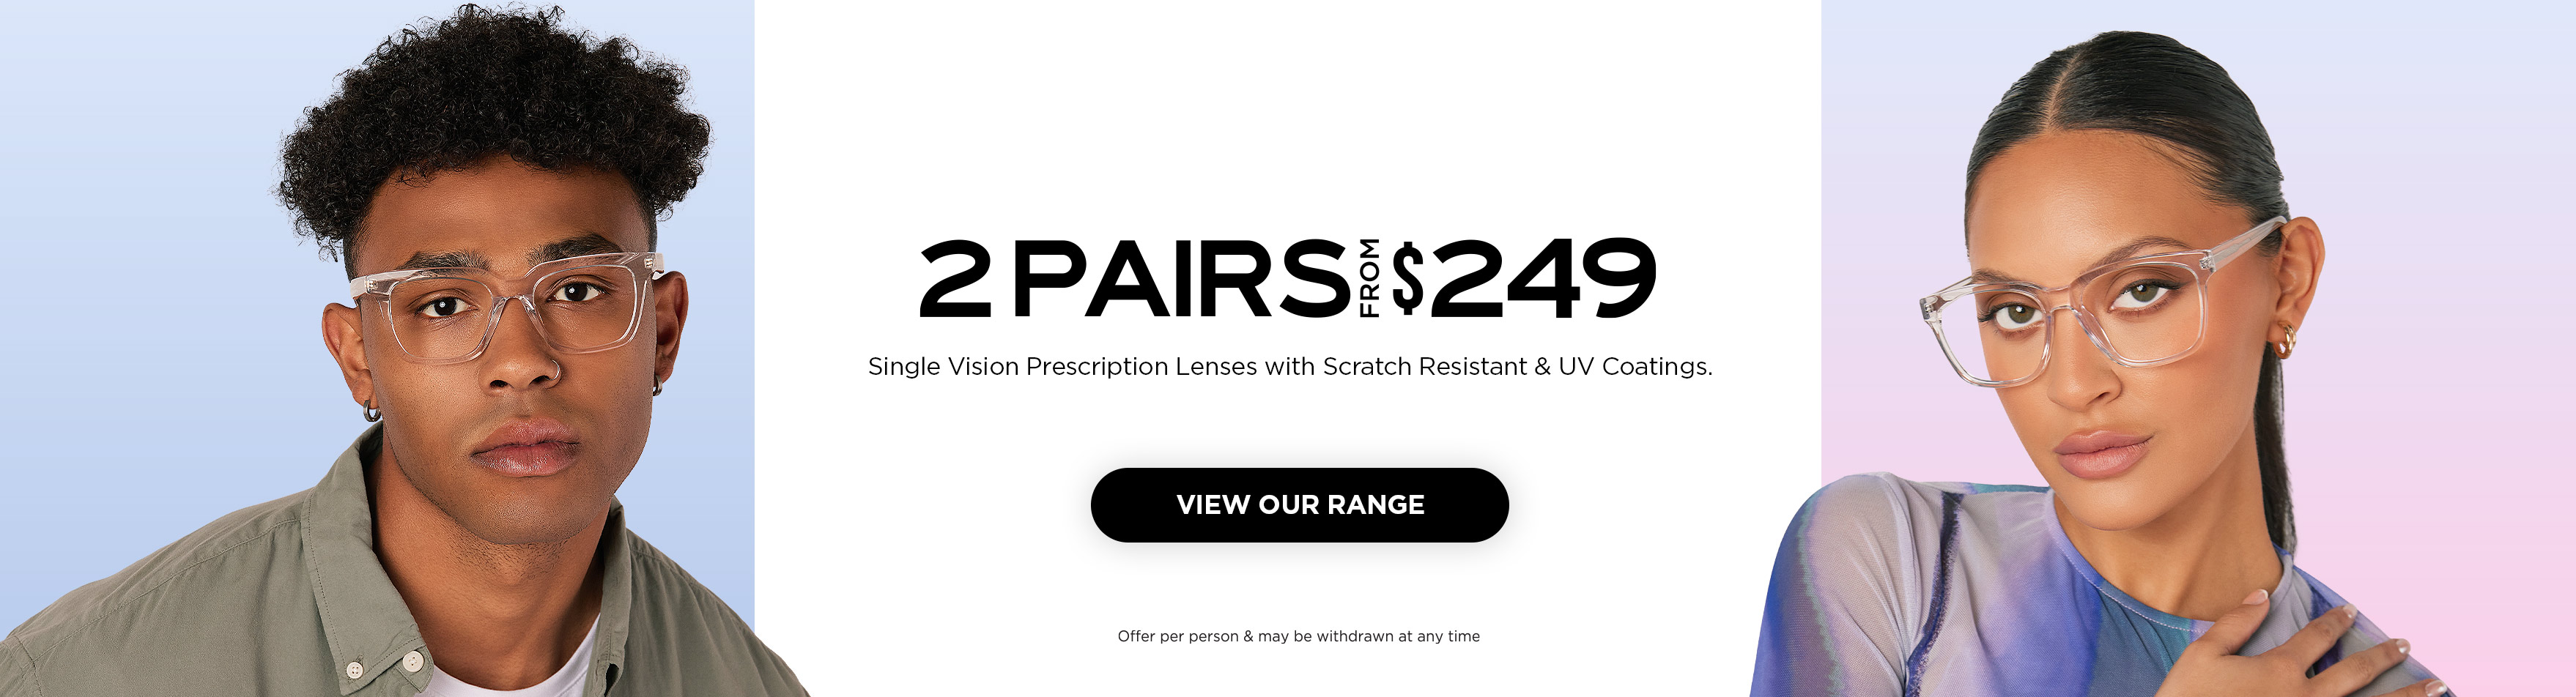 2 PAIRS FROM $249
Single Vision Prescription Lenses with Scratch Resistant & UV Coatings.
VIEW OUR RANGE
Offer per person & may be withdrawn at any time